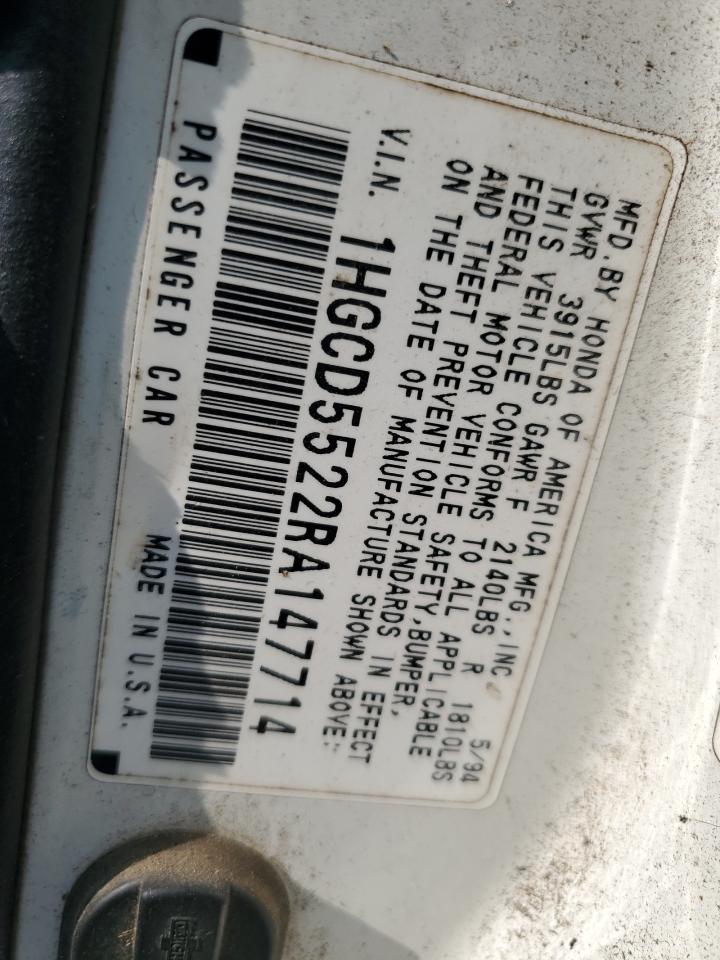 MFD. BY HONDA OF AMERICA MFG., INC. 5/94
GVWR 3915LBS GAWR F 2140LBS R 1810LBS
THIS VEHICLE CONFORMS TO ALL APPLICABLE
FEDERAL MOTOR VEHICLE SAFETY, BUMPER,
AND THEFT PREVENTION STANDARDS IN EFFECT
ON THE DATE OF MANUFACTURE SHOWN ABOVE:
V.I.N. 1HGCD5522RA147714
PASSENGER CAR MADE IN U.S.A.